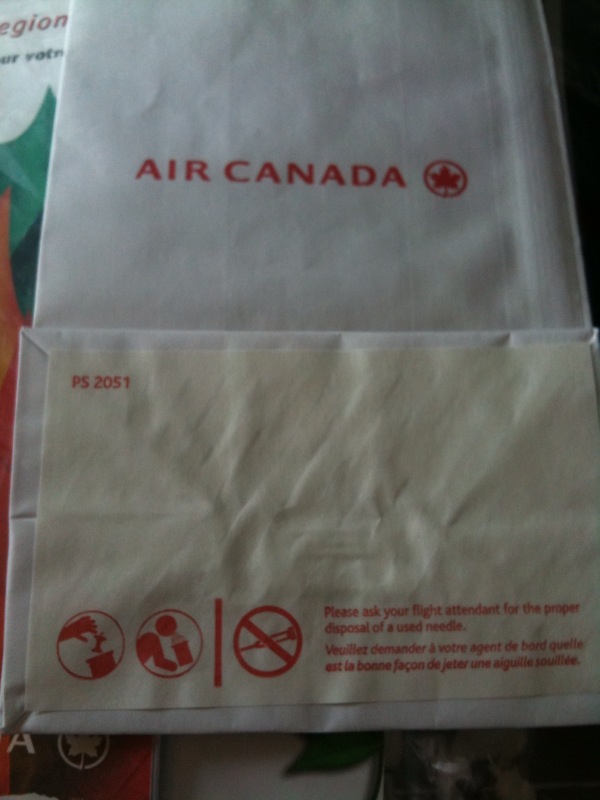 egion
ur votr
AIR CANADA
PS 2051
Please ask your flight attendant for the proper
disposal of a used needle.
Veuillez demander à votre agent de bord quelle
est la bonne façon de jeter une aiguille souillée.
A